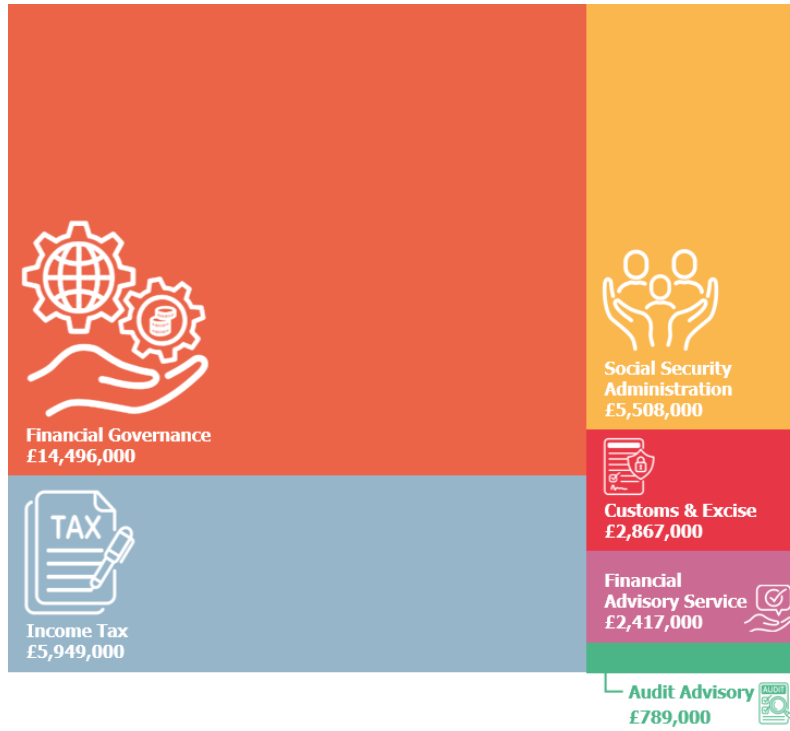 Financial Governance
£14,496,000
TAX
Income Tax
£5,949,000
Social Security
Administration
£5,508,000
Customs & Excise
£2,867,000
Financial
Advisory Service
£2,417,000
Audit Advisory
£789,000
AUDIT